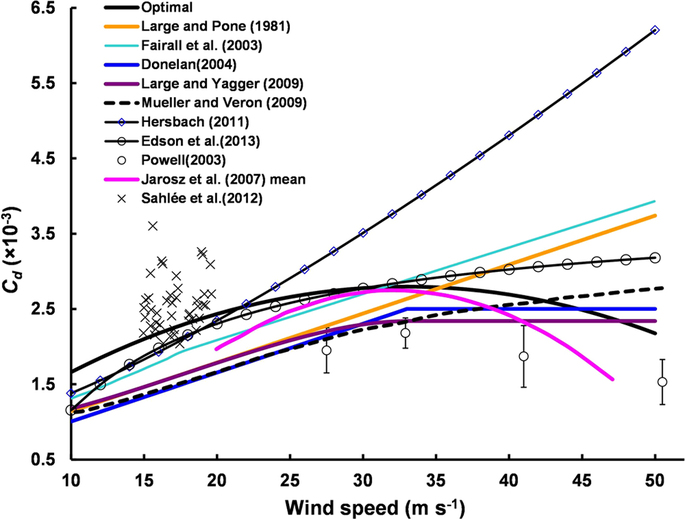 6.5
5.5
4.5
3.5
2.5
1.5
0.5
C_d (×10⁻³)
Optimal
Large and Pone (1981)
Fairall et al. (2003)
Donelan(2004)
Large and Yagger (2009)
Mueller and Veron (2009)
Hersbach (2011)
Edson et al.(2013)
Powell(2003)
Jarosz et al. (2007) mean
Sahlée et al.(2012)
10 15 20 25 30 35 40 45 50
Wind speed (m s⁻¹)